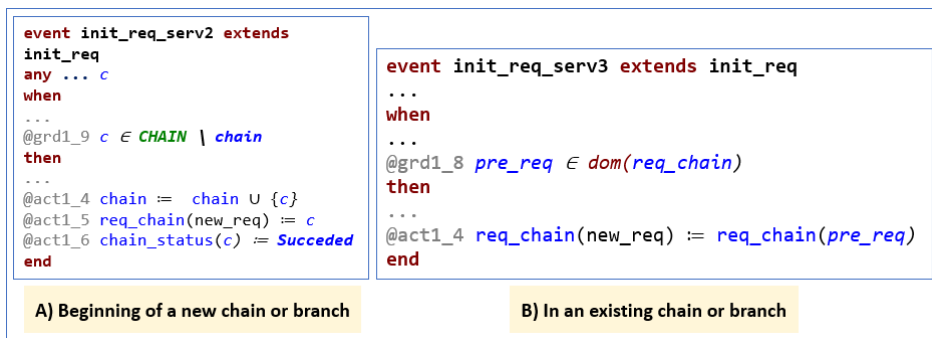 event init_req_serv2 extends
init_req
any ... c
when
...
@grd1_9 c ∈ CHAIN \ chain
then
...
@act1_4 chain ≔ chain ∪ {c}
@act1_5 req_chain(new_req) ≔ c
@act1_6 chain_status(c) ≔ Succeded
end
A) Beginning of a new chain or branch
event init_req_serv3 extends init_req
...
when
...
@grd1_8 pre_req ∈ dom(req_chain)
then
...
@act1_4 req_chain(new_req) ≔ req_chain(pre_req)
end
B) In an existing chain or branch